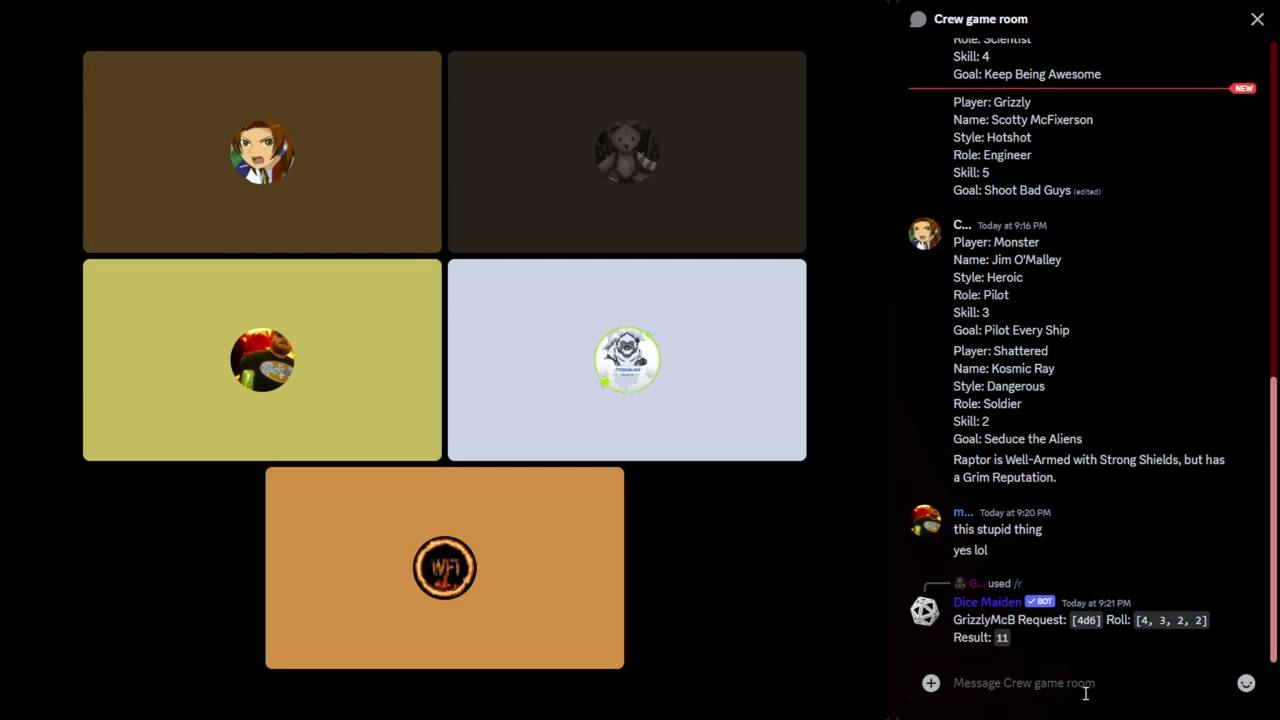 Crew game room
Role: Scientist
Skill: 4
Goal: Keep Being Awesome
NEW
Player: Grizzly
Name: Scotty McFixerson
Style: Hotshot
Role: Engineer
Skill: 5
Goal: Shoot Bad Guys (edited)
C... Today at 9:16 PM
Player: Monster
Name: Jim O'Malley
Style: Heroic
Role: Pilot
Skill: 3
Goal: Pilot Every Ship
Player: Shattered
Name: Kosmic Ray
Style: Dangerous
Role: Soldier
Skill: 2
Goal: Seduce the Aliens
Raptor is Well-Armed with Strong Shields, but has
a Grim Reputation.
m... Today at 9:20 PM
this stupid thing
yes lol
G... used /r
Dice Maiden BOT Today at 9:21 PM
GrizzlyMcB Request: [4d6] Roll: [4, 3, 2, 2]
Result: 11
Message Crew game room
WFI